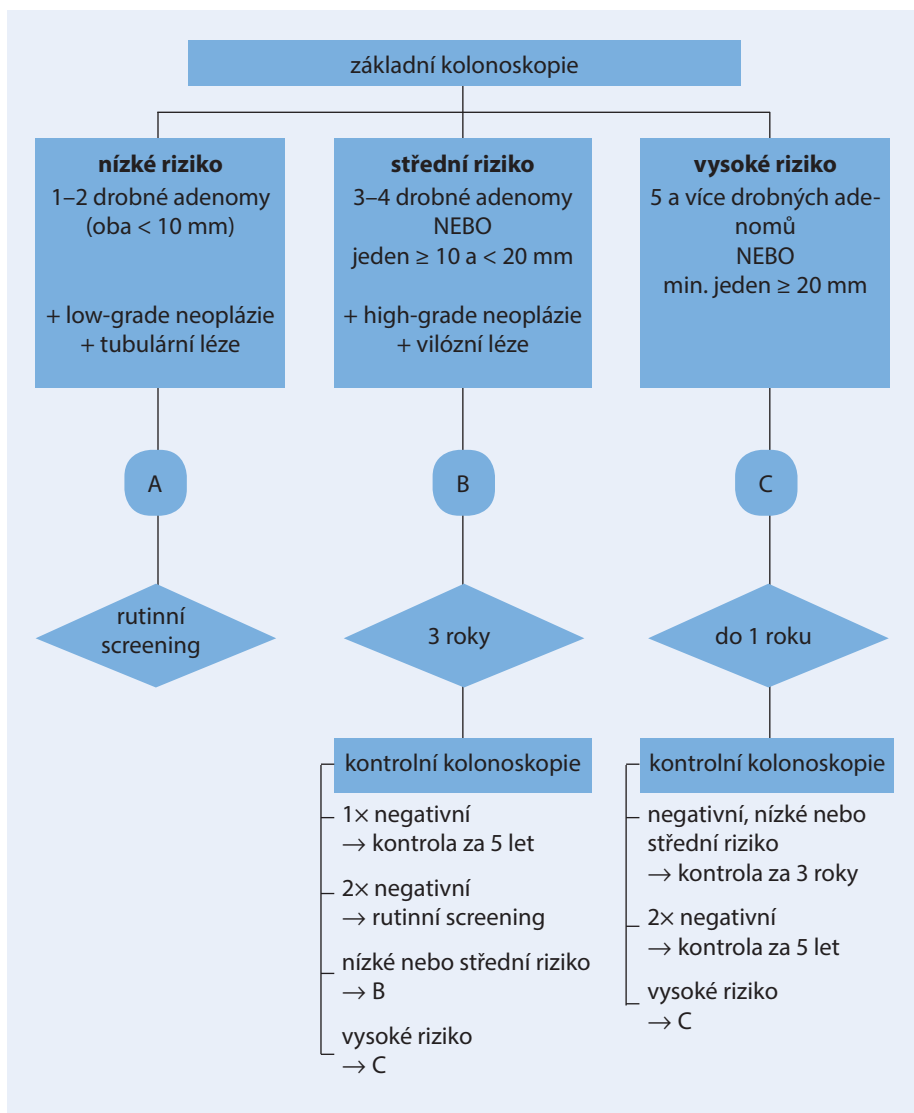 základní kolonoskopie
nízké riziko
1–2 drobné adenomy
(oba < 10 mm)
+ low-grade neoplázie
+ tubulární léze
střední riziko
3–4 drobné adenomy
NEBO
jeden ≥ 10 a < 20 mm
+ high-grade neoplázie
+ vilózní léze
vysoké riziko
5 a více drobných ade-
nomů
NEBO
min. jeden ≥ 20 mm
A
B
C
rutinní
screening
3 roky
do 1 roku
kontrolní kolonoskopie
1× negativní
→ kontrola za 5 let
2× negativní
→ rutinní screening
nízké nebo střední riziko
→ B
vysoké riziko
→ C
kontrolní kolonoskopie
negativní, nízké nebo
střední riziko
→ kontrola za 3 roky
2× negativní
→ kontrola za 5 let
vysoké riziko
→ C